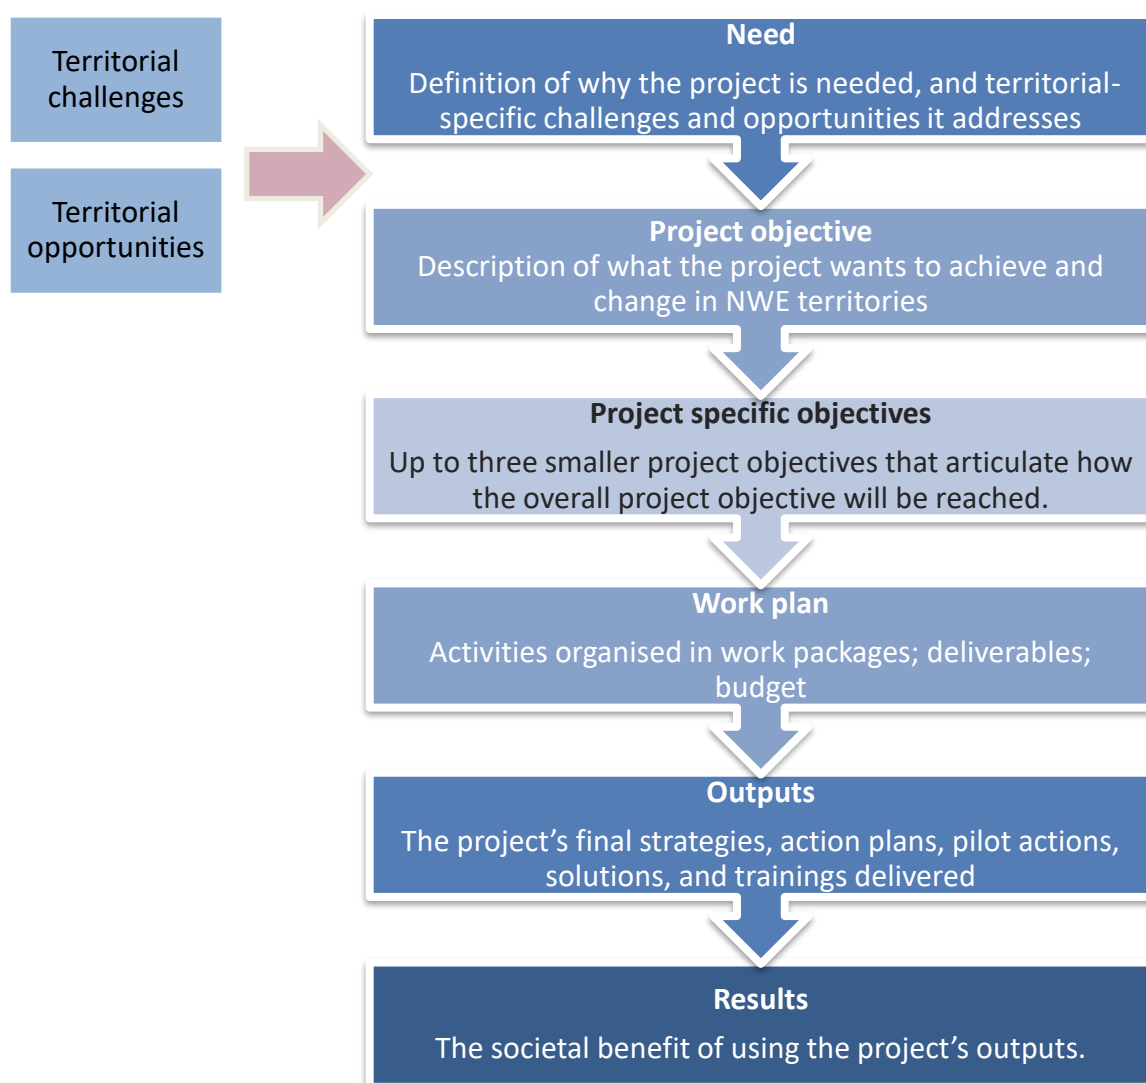 Territorial
challenges
Territorial
opportunities
Need
Definition of why the project is needed, and territorial-
specific challenges and opportunities it addresses
Project objective
Description of what the project wants to achieve and
change in NWE territories
Project specific objectives
Up to three smaller project objectives that articulate how
the overall project objective will be reached.
Work plan
Activities organised in work packages; deliverables;
budget
Outputs
The project’s final strategies, action plans, pilot actions,
solutions, and trainings delivered
Results
The societal benefit of using the project’s outputs.